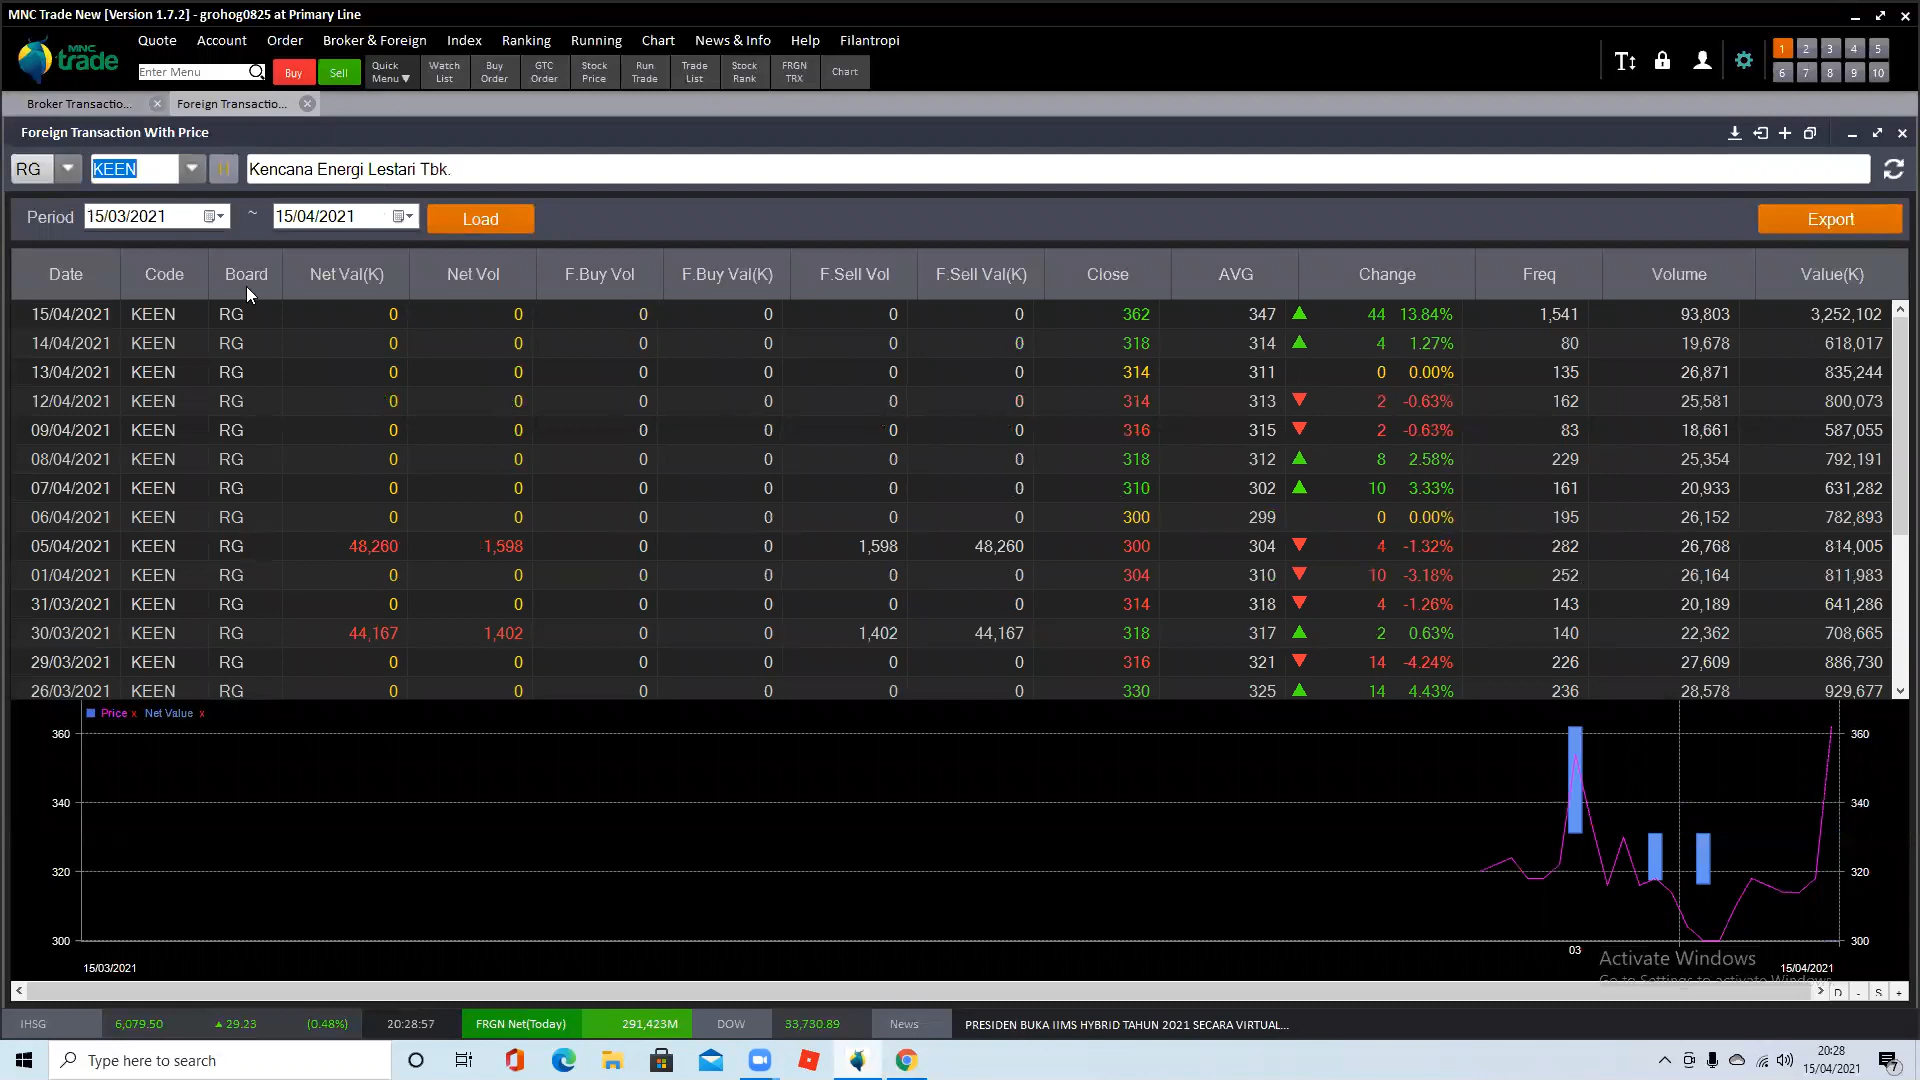 MNC Trade New [Version 1.7.2] - grohog0825 at Primary Line
MNC trade
Quote Account Order Broker & Foreign Index Ranking Running Chart News & Info Help Filantropi
Enter Menu Buy Sell Quick Menu ▼ Watch List Buy Order GTC Order Stock Price Run Trade Trade List Stock Rank FRGN TRX Chart
1 2 3 4 5
6 7 8 9 10
Broker Transactio... Foreign Transactio...
Foreign Transaction With Price
RG KEEN Kencana Energi Lestari Tbk.
Period 15/03/2021 ~ 15/04/2021 Load Export
Date Code Board Net Val(K) Net Vol F.Buy Vol F.Buy Val(K) F.Sell Vol F.Sell Val(K) Close AVG Change Freq Volume Value(K)
15/04/2021 KEEN RG 0 0 0 0 0 0 362 347 ▲ 44 13.84% 1,541 93,803 3,252,102
14/04/2021 KEEN RG 0 0 0 0 0 0 318 314 ▲ 4 1.27% 80 19,678 618,017
13/04/2021 KEEN RG 0 0 0 0 0 0 314 311 0 0.00% 135 26,871 835,244
12/04/2021 KEEN RG 0 0 0 0 0 0 314 313 ▼ 2 -0.63% 162 25,581 800,073
09/04/2021 KEEN RG 0 0 0 0 0 0 316 315 ▼ 2 -0.63% 83 18,661 587,055
08/04/2021 KEEN RG 0 0 0 0 0 0 318 312 ▲ 8 2.58% 229 25,354 792,191
07/04/2021 KEEN RG 0 0 0 0 0 0 310 302 ▲ 10 3.33% 161 20,933 631,282
06/04/2021 KEEN RG 0 0 0 0 0 0 300 299 0 0.00% 195 26,152 782,893
05/04/2021 KEEN RG 48,260 1,598 0 0 1,598 48,260 300 304 ▼ 4 -1.32% 282 26,768 814,005
01/04/2021 KEEN RG 0 0 0 0 0 0 304 310 ▼ 10 -3.18% 252 26,164 811,983
31/03/2021 KEEN RG 0 0 0 0 0 0 314 318 ▼ 4 -1.26% 143 20,189 641,286
30/03/2021 KEEN RG 44,167 1,402 0 0 1,402 44,167 318 317 ▲ 2 0.63% 140 22,362 708,665
29/03/2021 KEEN RG 0 0 0 0 0 0 316 321 ▼ 14 -4.24% 226 27,609 886,730
26/03/2021 KEEN RG 0 0 0 0 0 0 330 325 ▲ 14 4.43% 236 28,578 929,677
Price x Net Value x
360 360
340 340
320 320
300 300
03
Activate Windows
15/03/2021 15/04/2021
Go to Settings to activate Windows.
D - S +
IHSG 6,079.50 ▲ 29.23 (0.48%) 20:28:57 FRGN Net(Today) 291,423M DOW 33,730.89 News PRESIDEN BUKA IIMS HYBRID TAHUN 2021 SECARA VIRTUAL...
Type here to search
20:28
15/04/2021
7